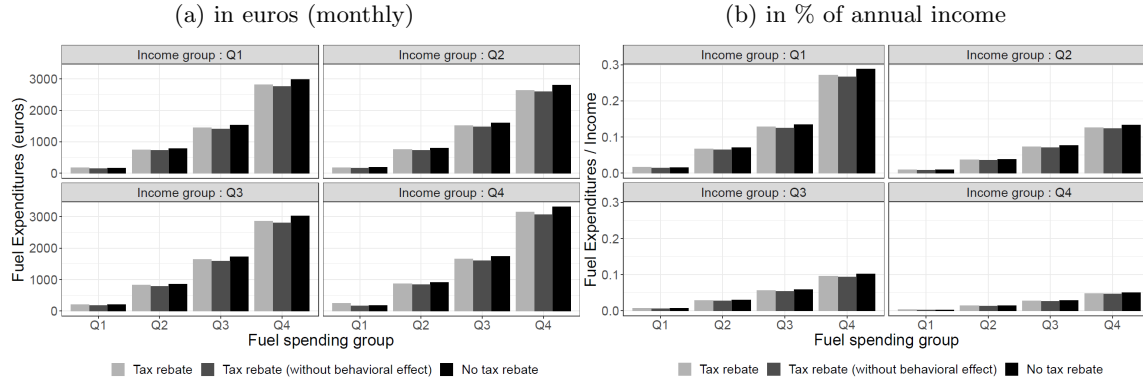 (a) in euros (monthly)
Income group : Q1
Income group : Q2
3000
2000
1000
0
Income group : Q3
Income group : Q4
3000
2000
1000
0
Fuel Expenditures (euros)
Q1 Q2 Q3 Q4
Q1 Q2 Q3 Q4
Fuel spending group
Tax rebate Tax rebate (without behavioral effect) No tax rebate
(b) in % of annual income
Income group : Q1
Income group : Q2
0.3
0.2
0.1
0.0
Income group : Q3
Income group : Q4
0.3
0.2
0.1
0.0
Fuel Expenditures / Income
Q1 Q2 Q3 Q4
Q1 Q2 Q3 Q4
Fuel spending group
Tax rebate Tax rebate (without behavioral effect) No tax rebate